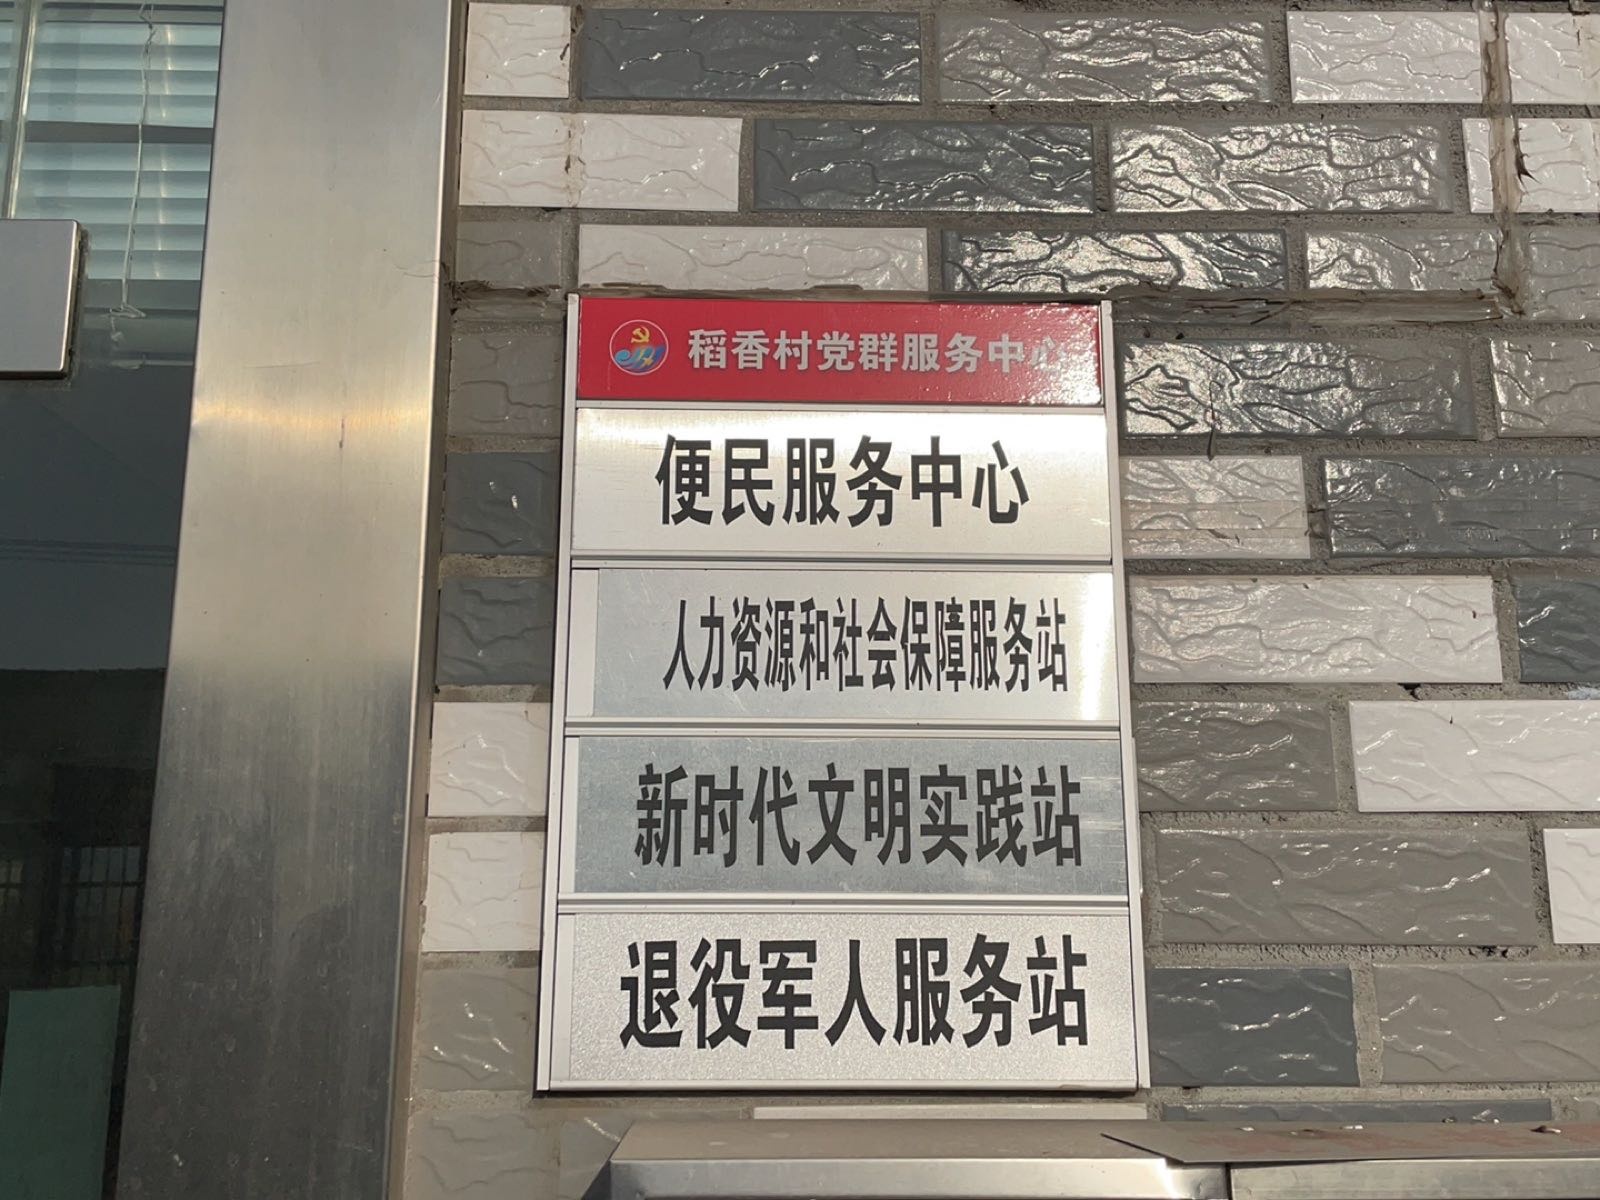 稻香村党群服务中心
便民服务中心
人力资源和社会保障服务站
新时代文明实践站
退役军人服务站